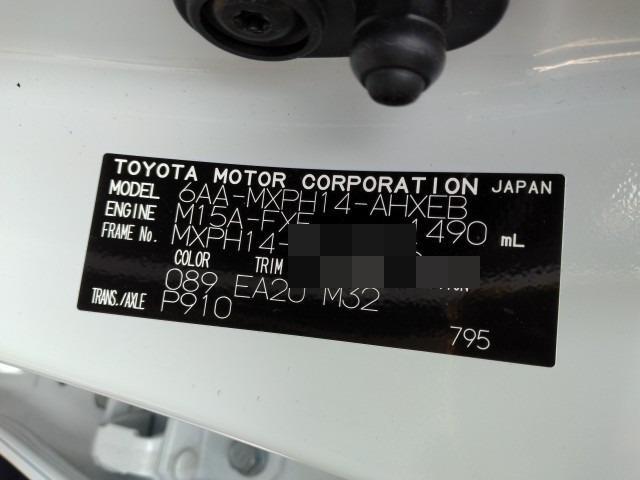 TOYOTA MOTOR CORPORATION JAPAN
MODEL 6AA-MXPH14-AHXEB
ENGINE M15A-FXE 1490 mL
FRAME No. MXPH14-
COLOR TRIM
089 EA20 M32
TRANS./AXLE P910
795